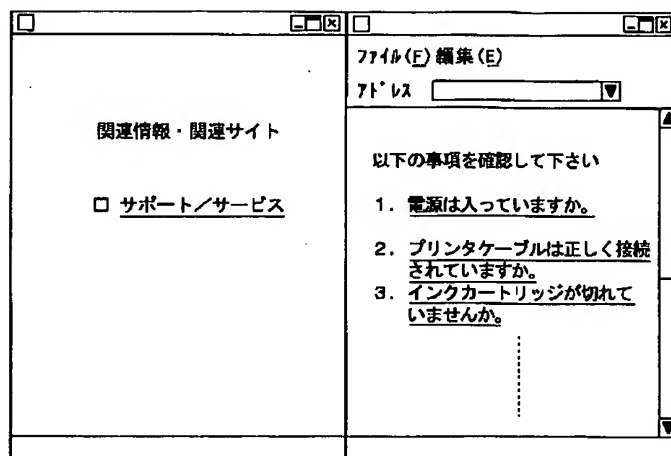 関連情報・関連サイト
□ サポート／サービス
ファイル(F) 編集(E)
アドレス
以下の事項を確認して下さい
1. 電源は入っていますか。
2. プリンタケーブルは正しく接続
されていますか。
3. インクカートリッジが切れて
いませんか。